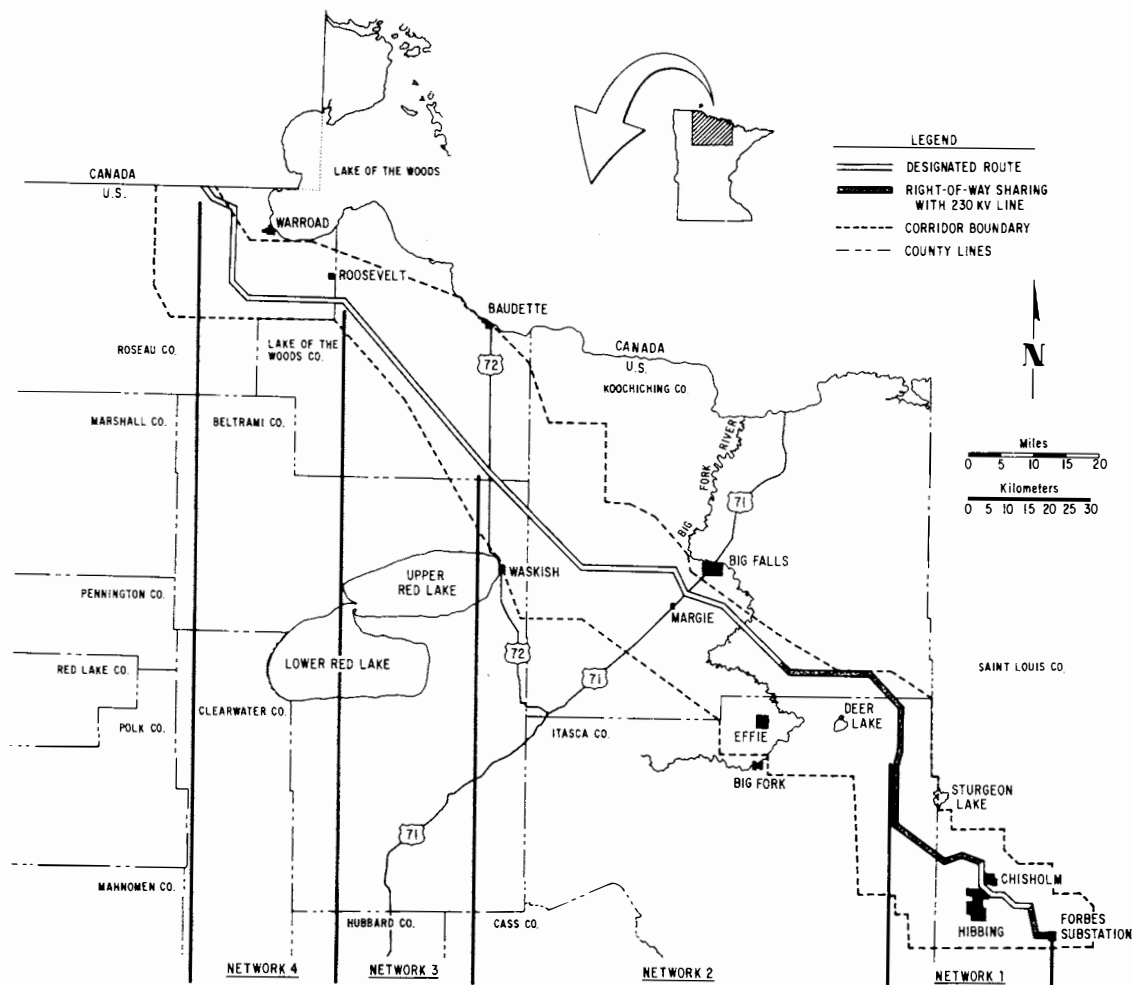 LAKE OF THE WOODS
CANADA
U.S.
WARROAD
ROOSEVELT
BAUDETTE
LEGEND
DESIGNATED ROUTE
RIGHT-OF-WAY SHARING
WITH 230 KV LINE
CORRIDOR BOUNDARY
COUNTY LINES
N
Miles
0 5 10 15 20
Kilometers
0 5 10 15 20 25 30
ROSEAU CO.
LAKE OF THE
WOODS CO.
72
CANADA
U.S.
KOOCHICHING CO.
MARSHALL CO.
BELTRAMI CO.
BIG FORK RIVER
71
BIG FALLS
WASKISH
UPPER
RED LAKE
PENNINGTON CO.
MARGIE
LOWER RED LAKE
72
RED LAKE CO.
71
SAINT LOUIS CO.
CLEARWATER CO.
POLK CO.
ITASCA CO.
EFFIE
DEER
LAKE
BIG FORK
STURGEON
LAKE
71
MAHNOMEN CO.
CHISHOLM
HIBBING
FORBES
SUBSTATION
HUBBARD CO.
CASS CO.
NETWORK 4
NETWORK 3
NETWORK 2
NETWORK 1